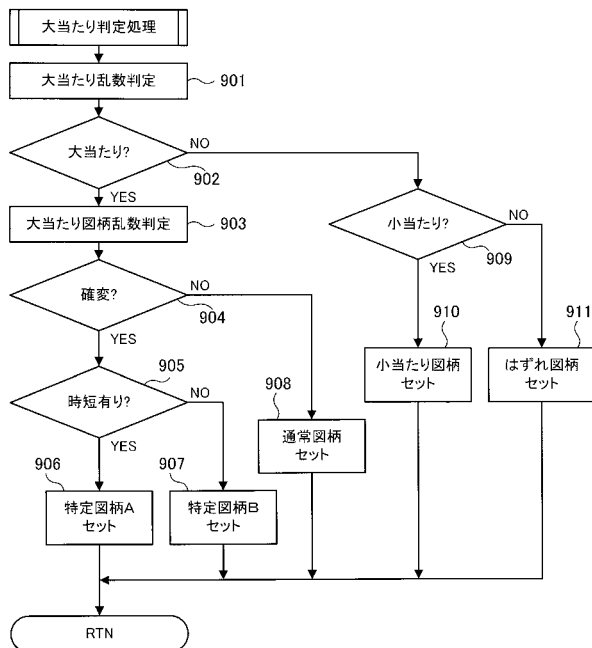 大当たり判定処理
大当たり乱数判定
901
大当たり?
NO
902
YES
大当たり図柄乱数判定
903
小当たり?
NO
909
YES
確変?
NO
904
YES
910
911
小当たり図柄
セット
はずれ図柄
セット
905
時短有り?
NO
YES
908
通常図柄
セット
906
907
特定図柄A
セット
特定図柄B
セット
RTN